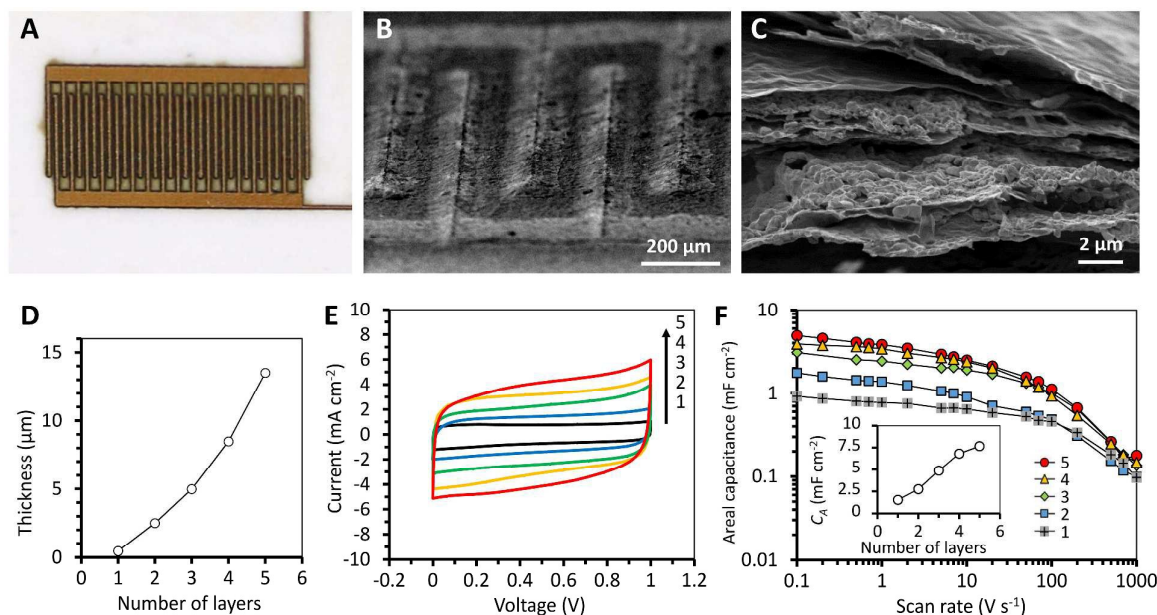 A
B
200 µm
C
2 µm
D
Thickness (µm)
15
10
5
0
0 1 2 3 4 5 6
Number of layers
E
Current (mA cm⁻²)
10
8
6
4
2
0
-2
-4
-6
-8
-10
-0.2 0 0.2 0.4 0.6 0.8 1 1.2
Voltage (V)
5
4
3
2
1
F
Areal capacitance (mF cm⁻²)
10
1
0.1
0.01
0.1 1 10 100 1000
Scan rate (V s⁻¹)
C_A (mF cm⁻²)
10
7.5
5
2.5
0
0 2 4 6
Number of layers
5
4
3
2
1